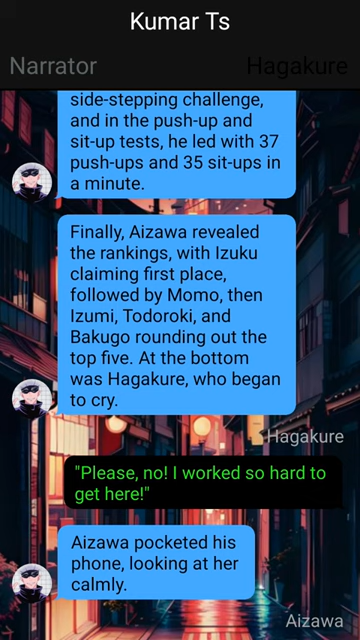 Kumar Ts
Narrator
Hagakure
side-stepping challenge,
and in the push-up and
sit-up tests, he led with 37
push-ups and 35 sit-ups in
a minute.
Finally, Aizawa revealed
the rankings, with Izuku
claiming first place,
followed by Momo, then
Izumi, Todoroki, and
Bakugo rounding out the
top five. At the bottom
was Hagakure, who began
to cry.
Hagakure
"Please, no! I worked so hard to
get here!"
Aizawa pocketed his
phone, looking at her
calmly.
Aizawa